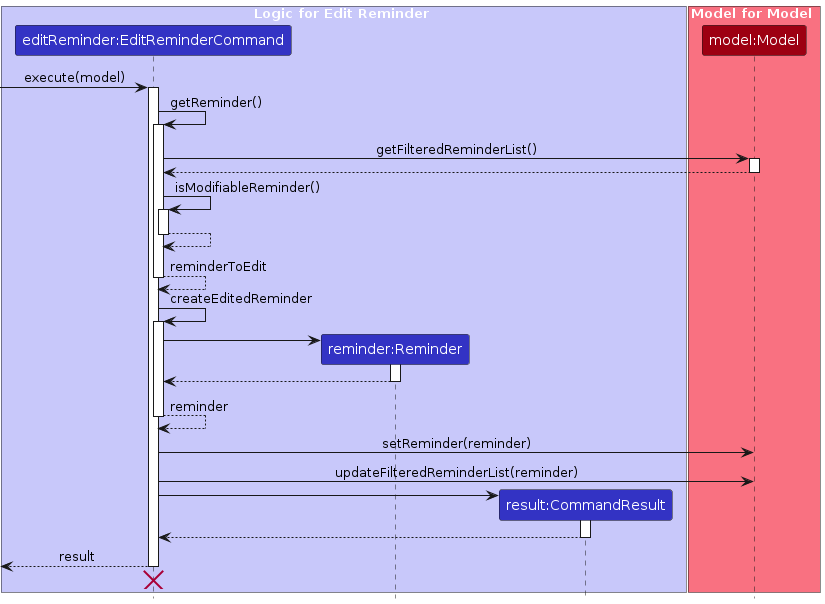 Logic for Edit Reminder
Model for Model
editReminder:EditReminderCommand
model:Model
execute(model)
getReminder()
getFilteredReminderList()
isModifiableReminder()
reminderToEdit
createEditedReminder
reminder:Reminder
reminder
setReminder(reminder)
updateFilteredReminderList(reminder)
result:CommandResult
result